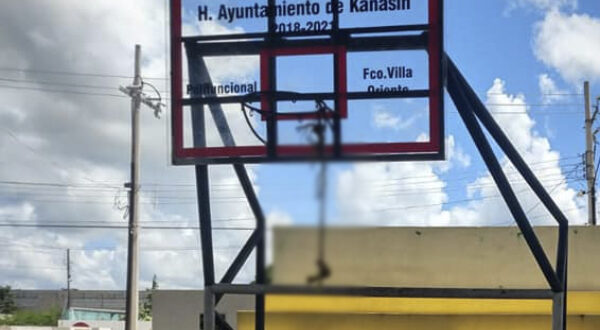 H. Ayuntamiento de Kanasín
2018-2021
Polifuncional
Fco. Villa
Oriente